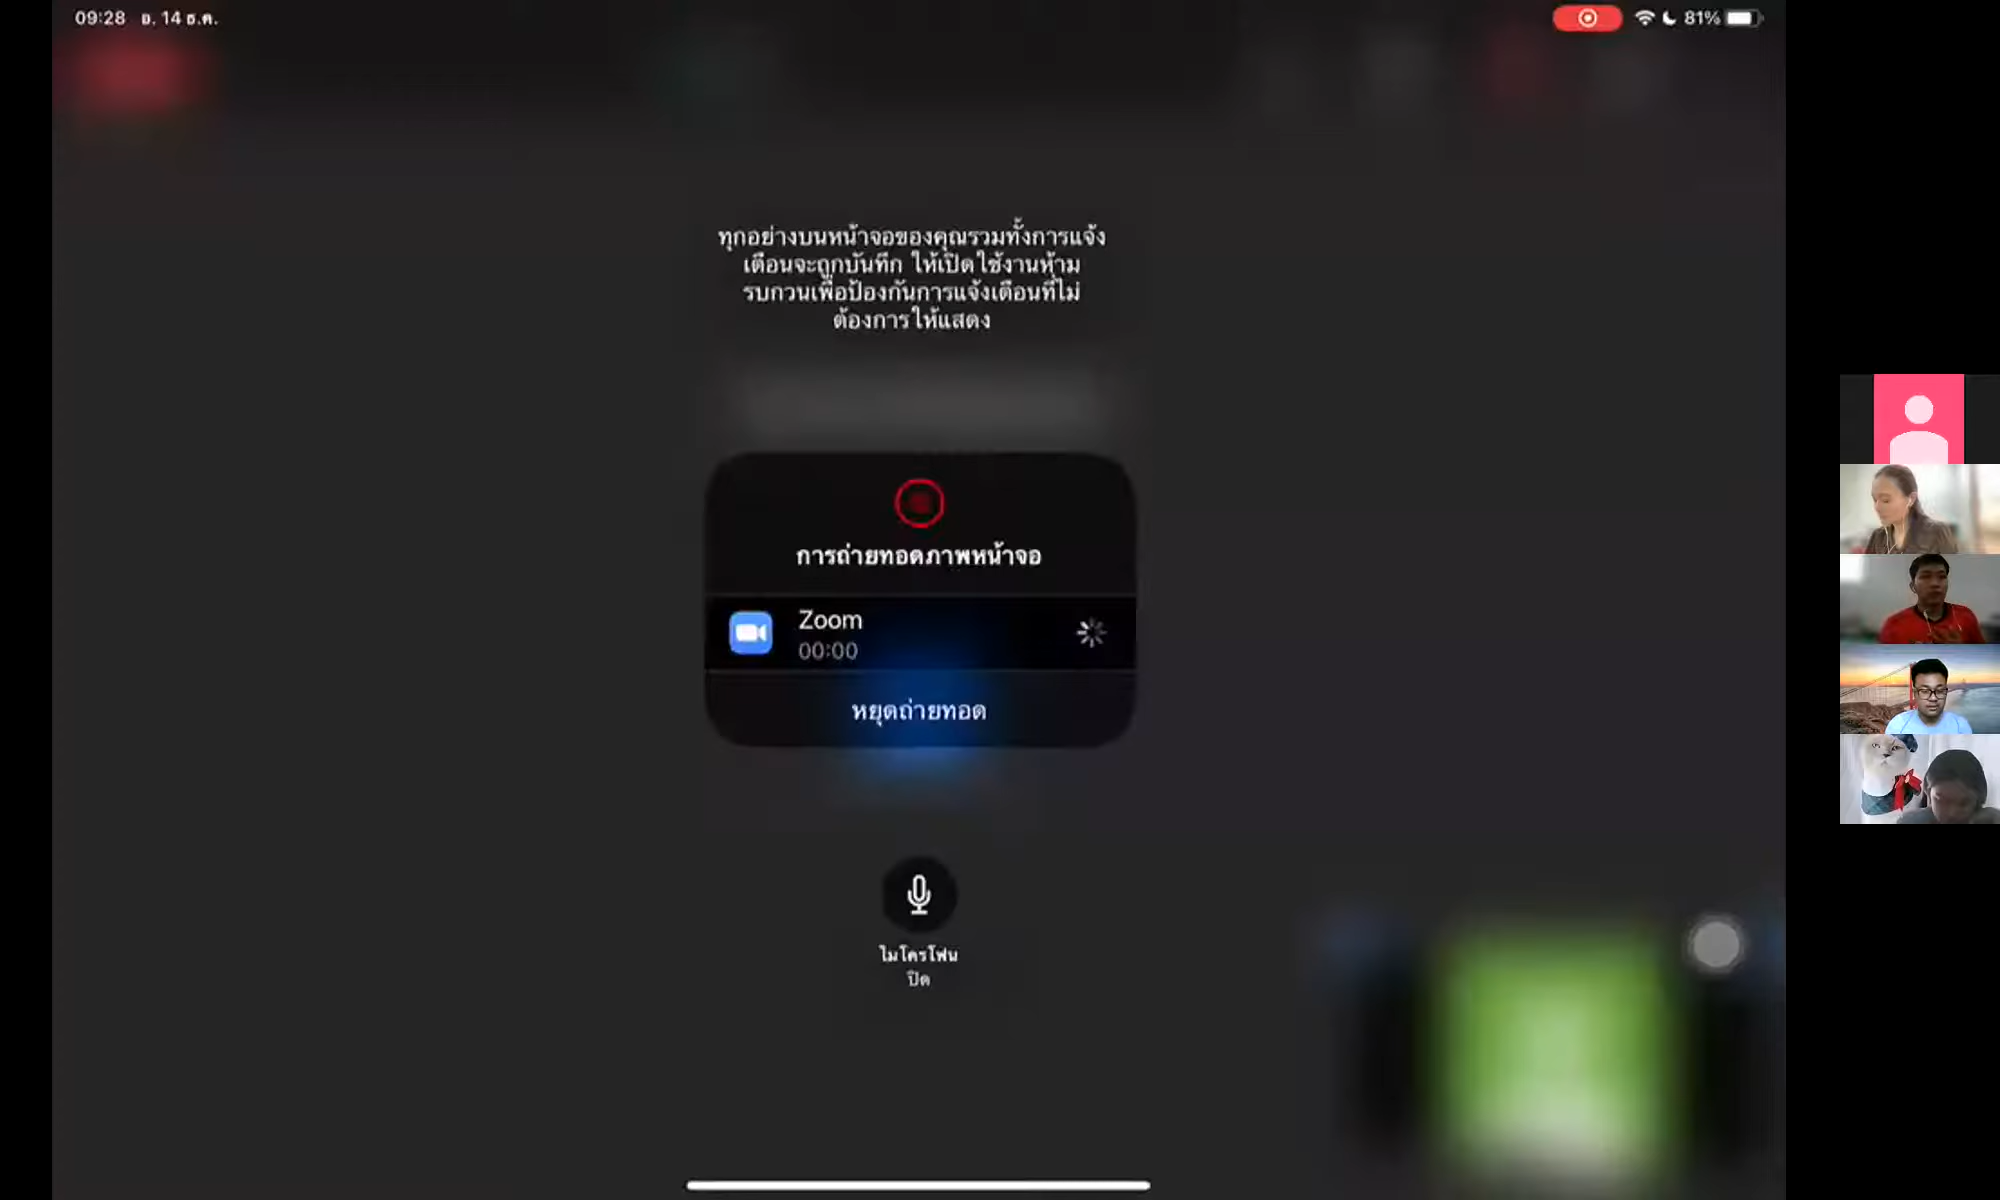 09:28 อ. 14 ธ.ค.
81%
ทุกอย่างบนหน้าจอของคุณรวมทั้งการแจ้ง
เตือนจะถูกบันทึก ให้เปิดใช้งานห้าม
รบกวนเพื่อป้องกันการแจ้งเตือนที่ไม่
ต้องการให้แสดง
การถ่ายทอดภาพหน้าจอ
Zoom
00:00
หยุดถ่ายทอด
ไมโครโฟน
ปิด